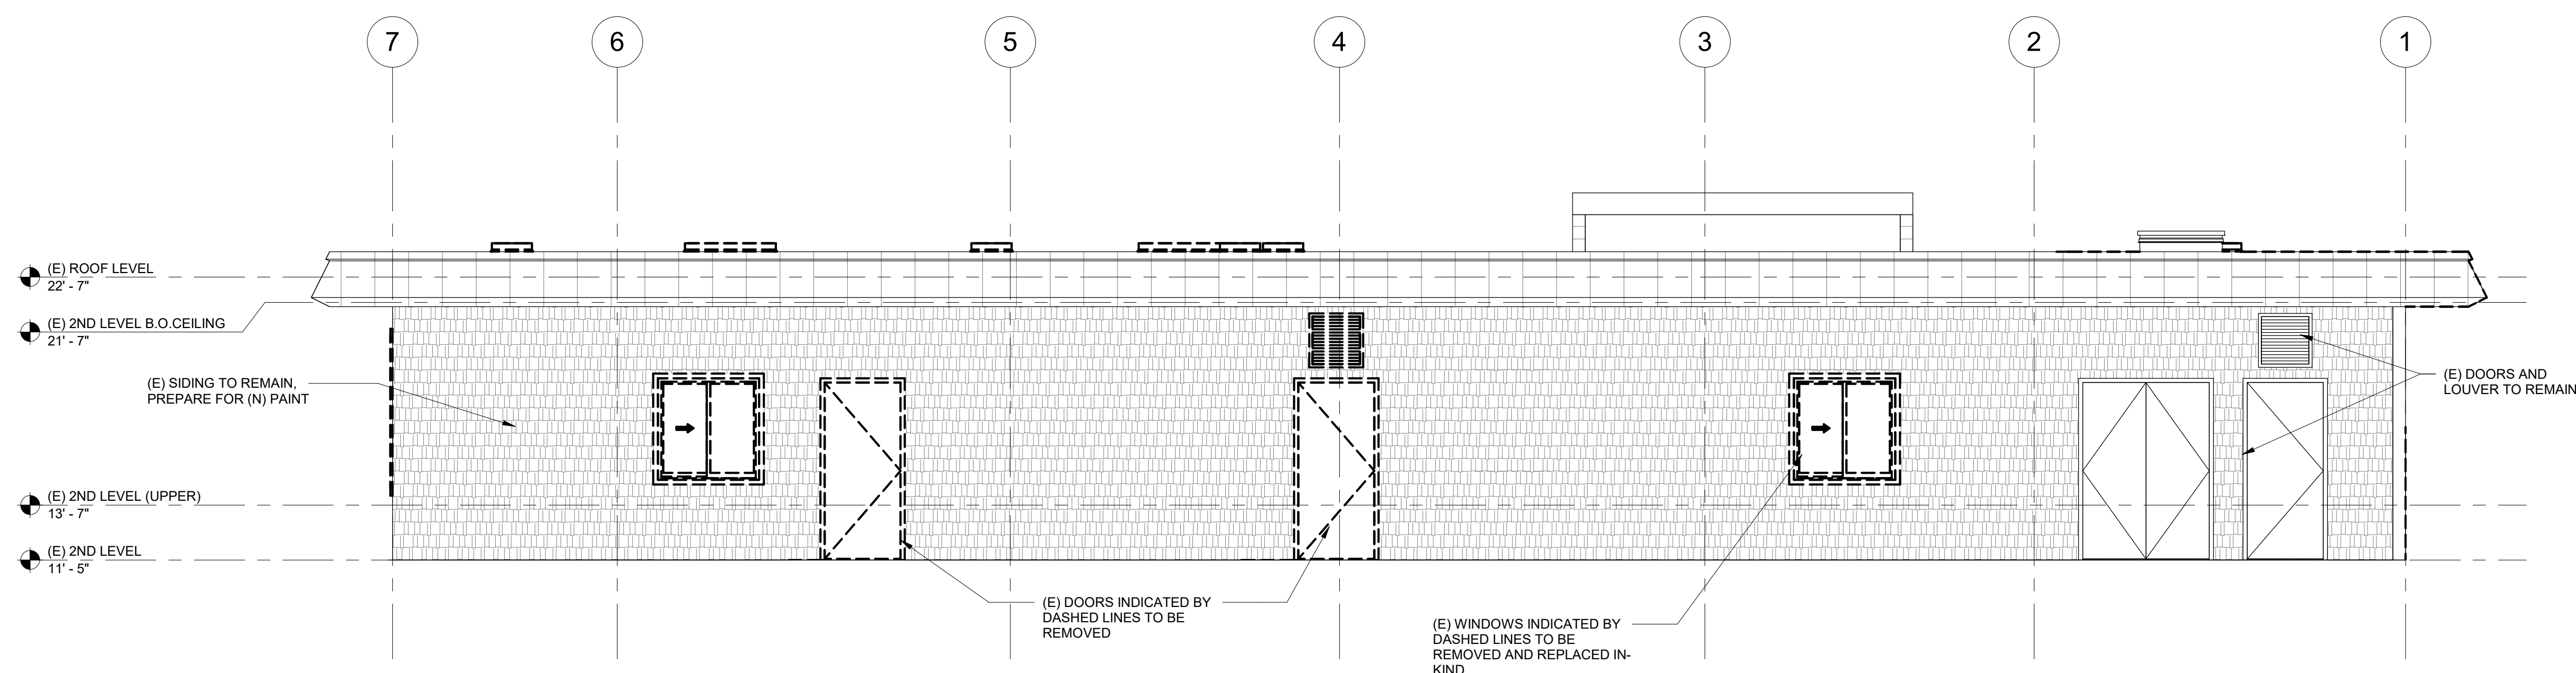 7
6
5
4
3
2
1
(E) ROOF LEVEL
22' - 7"
(E) 2ND LEVEL B.O.CEILING
21' - 7"
(E) SIDING TO REMAIN,
PREPARE FOR (N) PAINT
(E) DOORS AND
LOUVER TO REMAIN
(E) 2ND LEVEL (UPPER)
13' - 7"
(E) 2ND LEVEL
11' - 5"
(E) DOORS INDICATED BY
DASHED LINES TO BE
REMOVED
(E) WINDOWS INDICATED BY
DASHED LINES TO BE
REMOVED AND REPLACED IN-
KIND